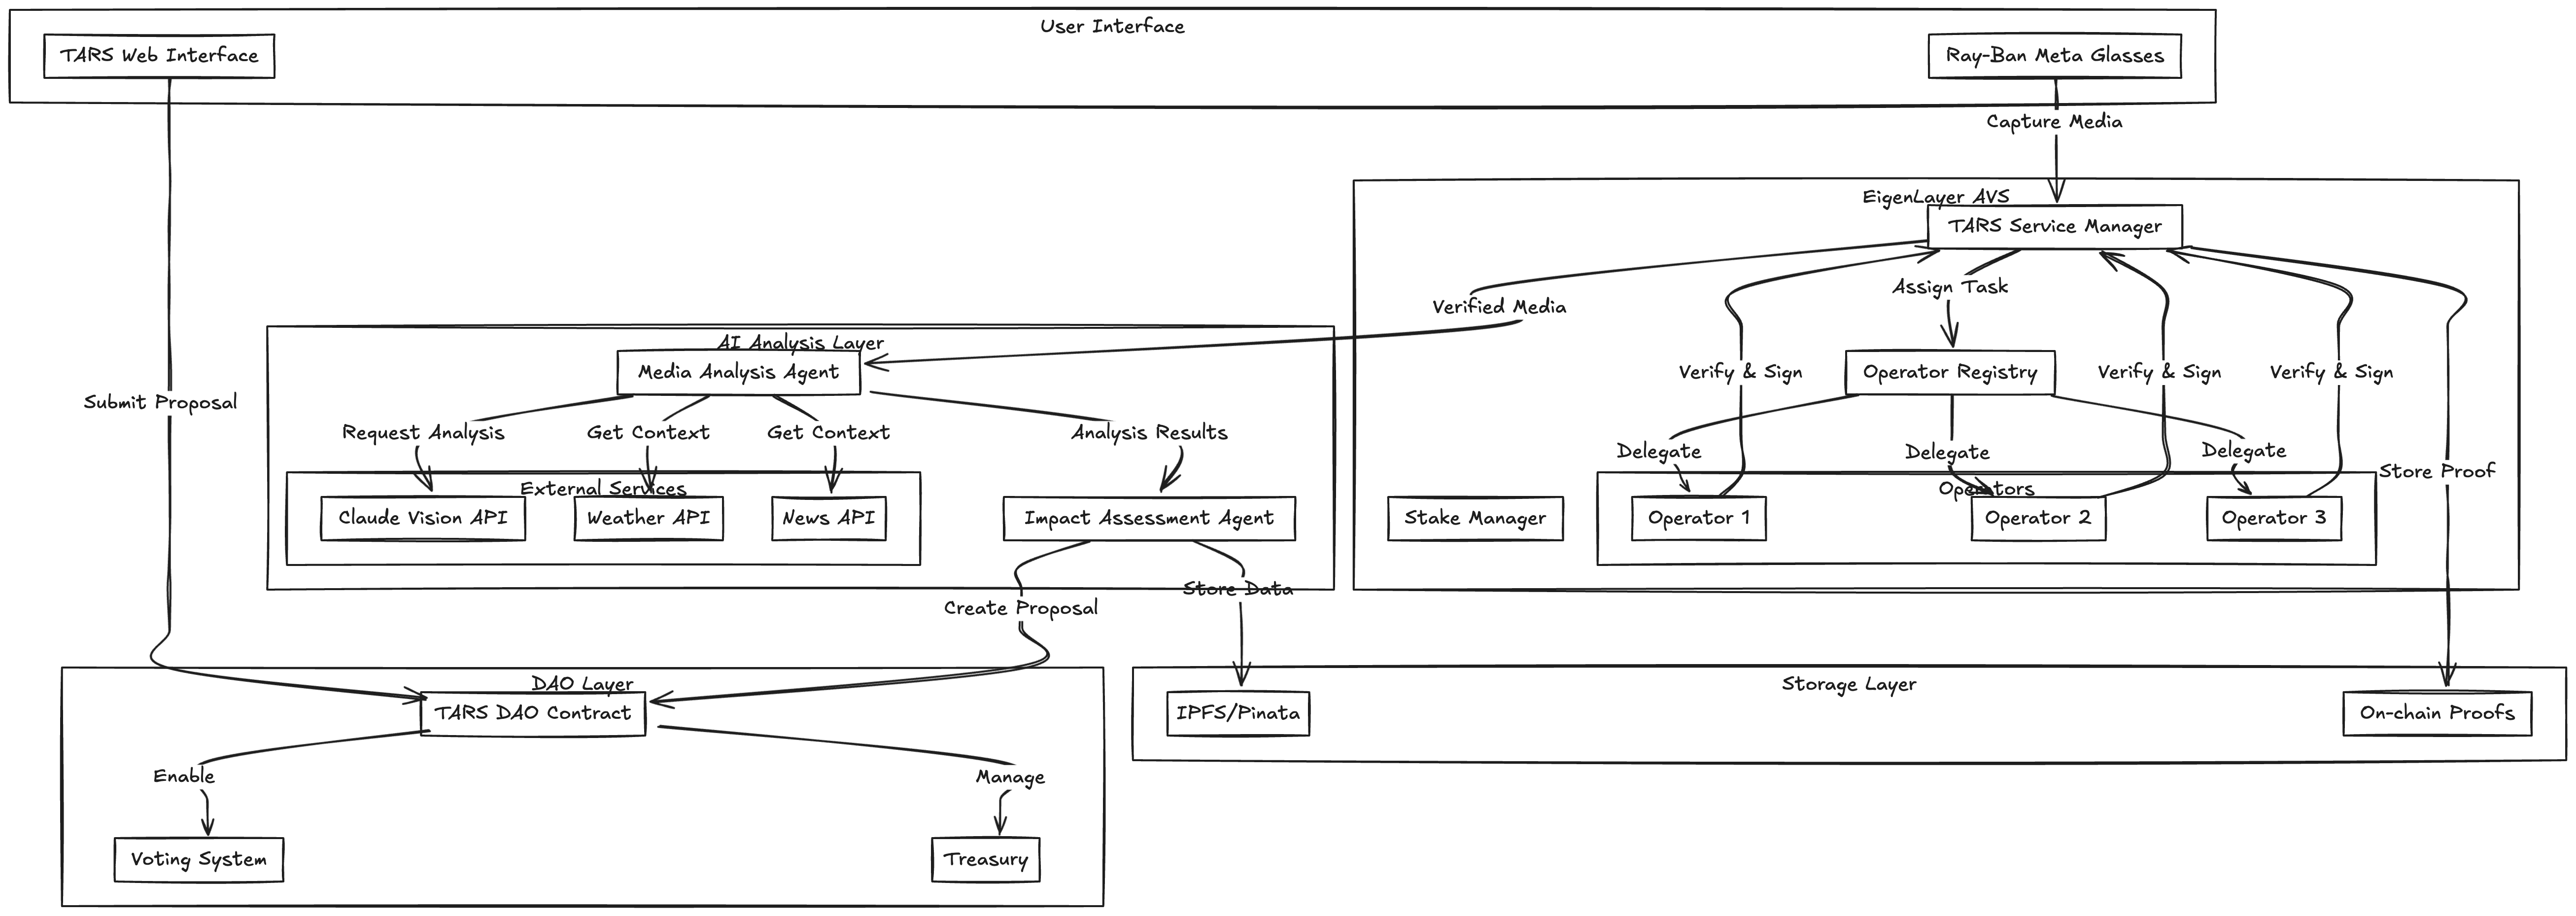 User Interface
TARS Web Interface
Ray-Ban Meta Glasses
Capture Media
EigenLayer AVS
TARS Service Manager
Assign Task
Verified Media
AI Analysis Layer
Media Analysis Agent
Verify & Sign
Operator Registry
Verify & Sign
Verify & Sign
Submit Proposal
Request Analysis
Get Context
Get Context
Analysis Results
Delegate
Delegate
Delegate
Store Proof
External Services
Operators
Claude Vision API
Weather API
News API
Impact Assessment Agent
Stake Manager
Operator 1
Operator 2
Operator 3
Store Data
Create Proposal
DAO Layer
Storage Layer
TARS DAO Contract
IPFS/Pinata
On-chain Proofs
Enable
Manage
Voting System
Treasury